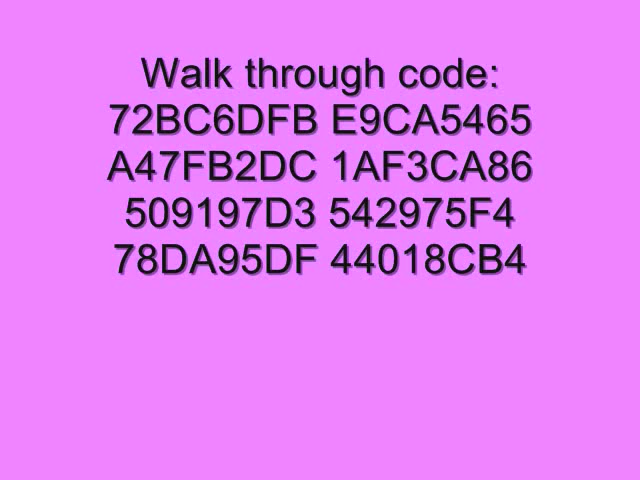 Walk through code:
72BC6DFB E9CA5465
A47FB2DC 1AF3CA86
509197D3 542975F4
78DA95DF 44018CB4